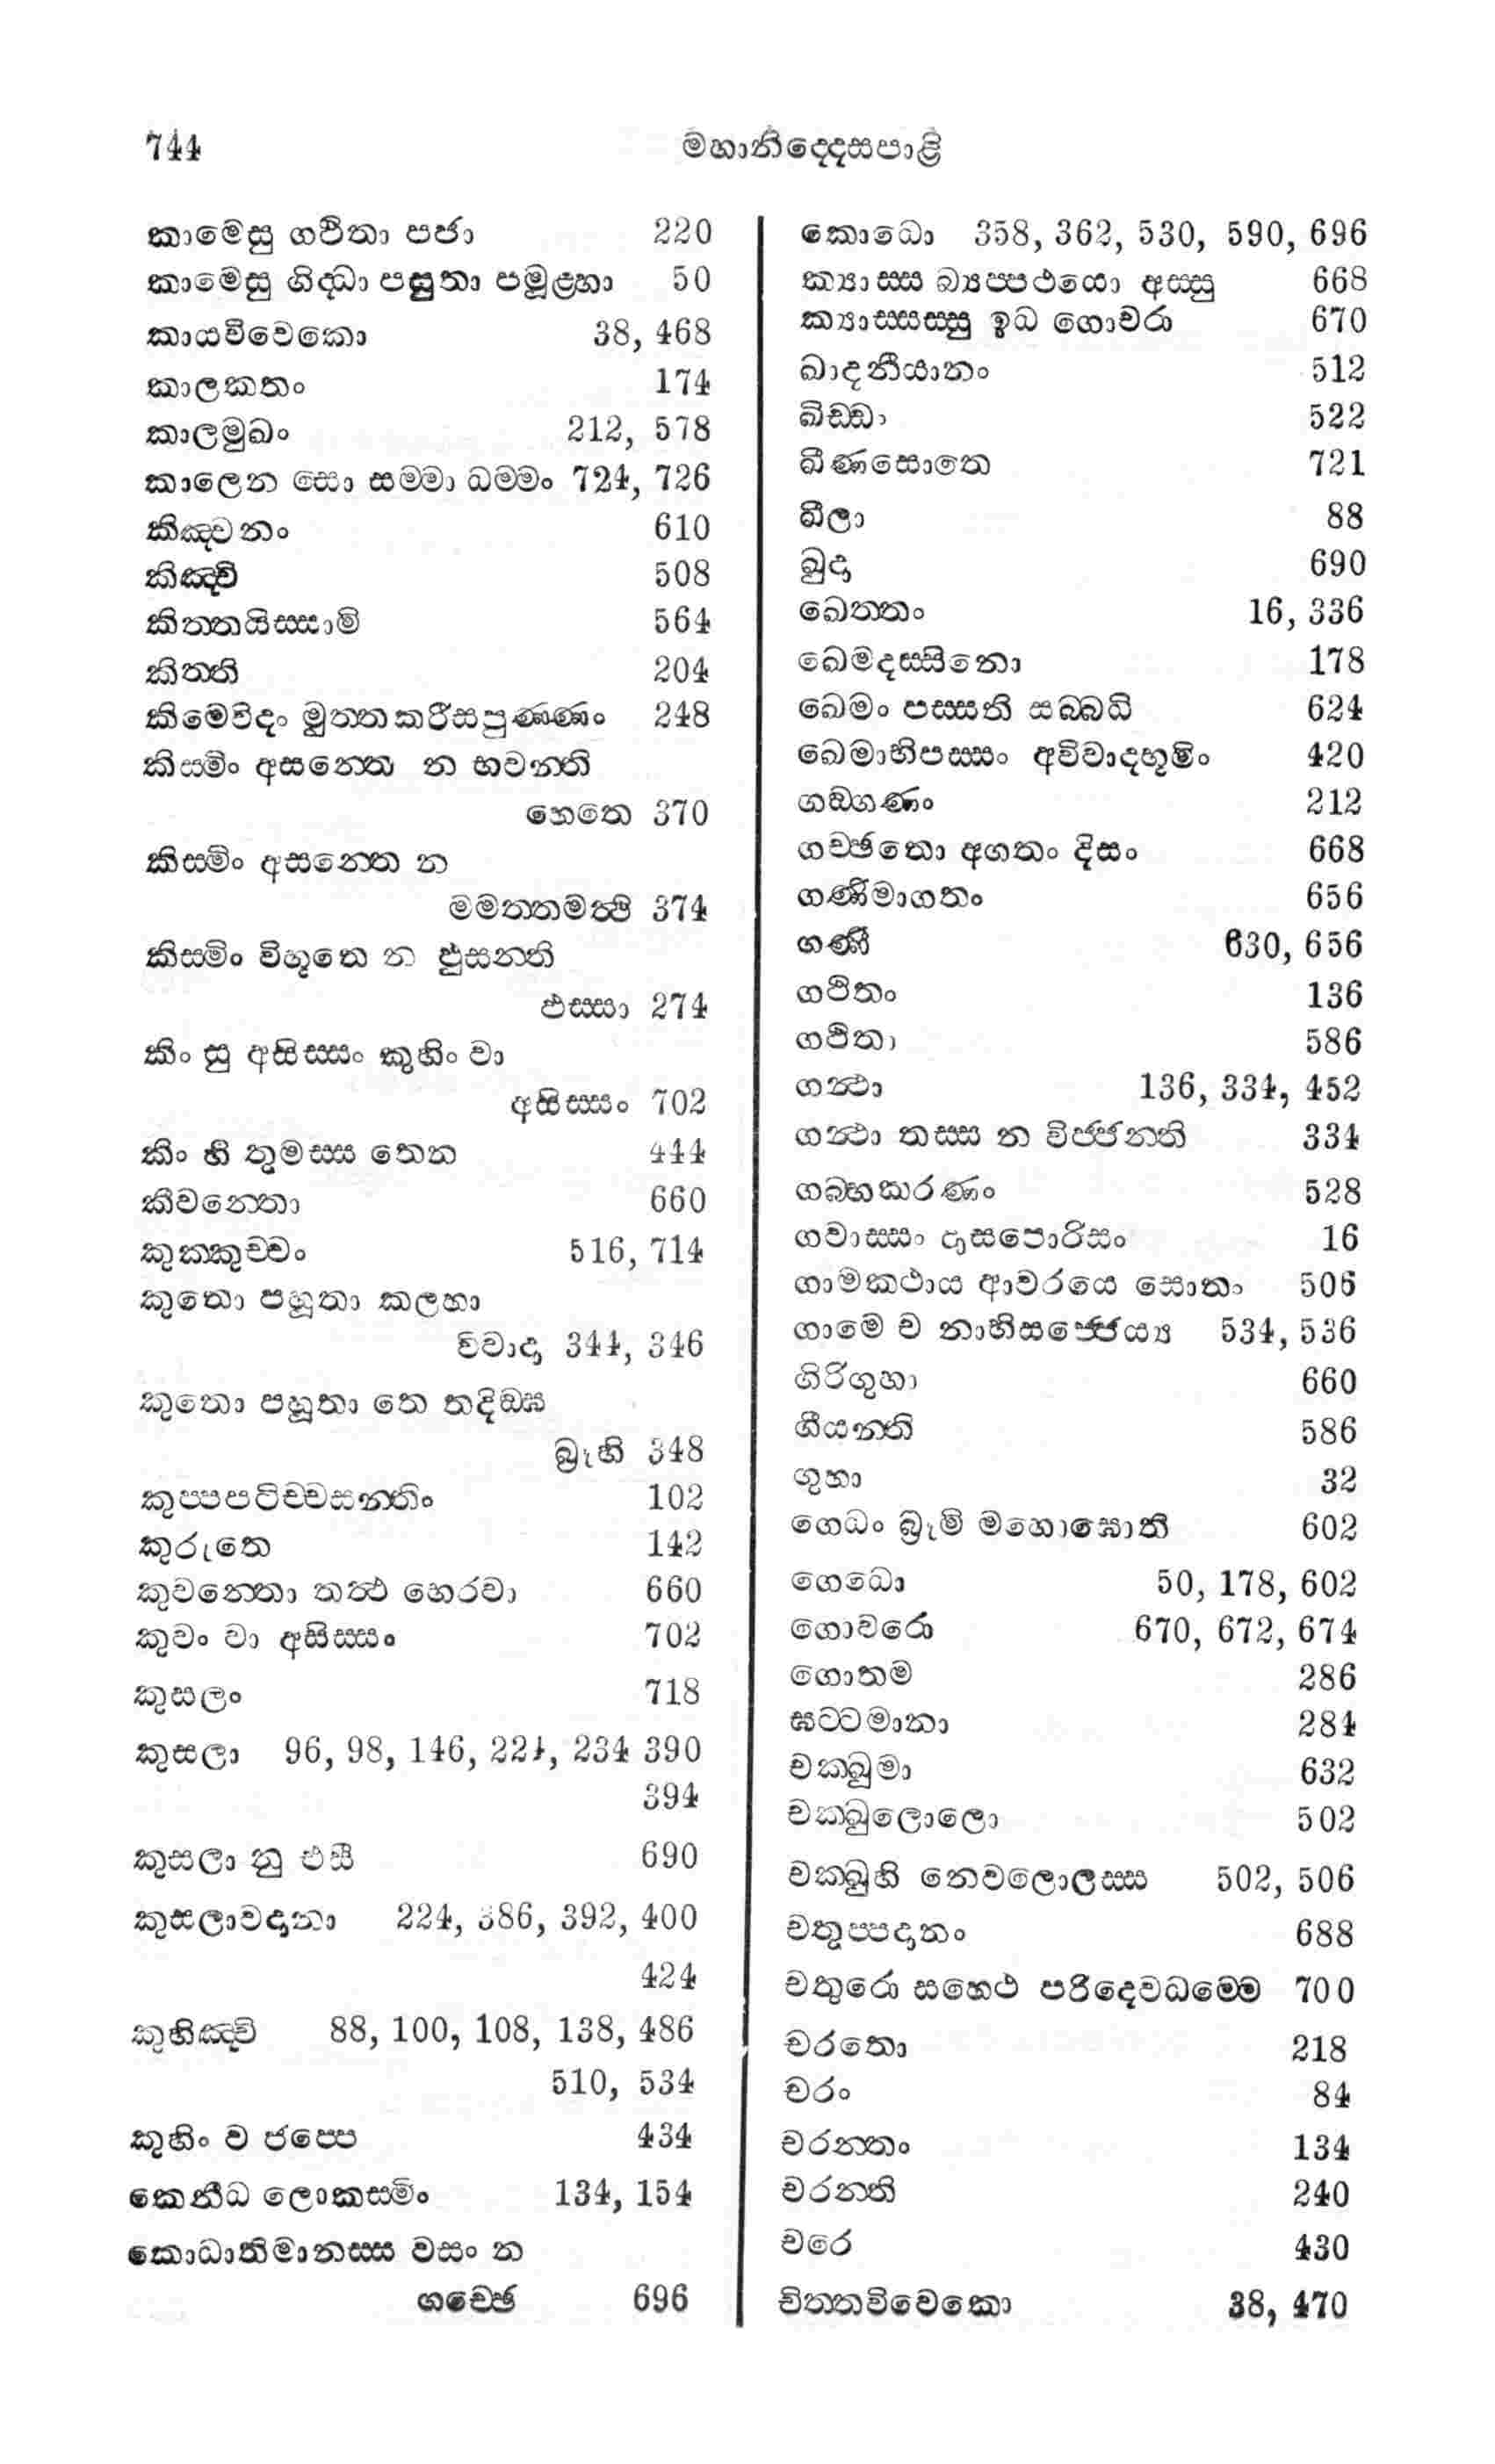 744
මහානිද්දෙසපාළි
කාමෙසු ගථිතා පජා 220
කාමෙසු ගිද්ධා පසුතා පමූළ්හා 50
කායවිවෙකො 38, 468
කාලකතං 174
කාලමුඛං 212, 578
කාලෙන සො සම්මා ධම්මං 724, 726
කිඤ්චනං 610
කිඤ්චි 508
කිත්තයිස්සාමි 564
කිත්ති 204
කිමෙවිදං මුත්තකරීසපුණ්ණං 248
කිස්මිං අසන්තෙ න භවන්ති
හෙතෙ 370
කිස්මිං අසන්තෙ න
මමත්තමත්ථි 374
කිස්මිං විභූතෙ න ඵුසන්ති
ඵස්සා 274
කිං සු අසිස්සං කුහිං වා
අසිස්සං 702
කිං හි තුමස්ස තෙන 444
කීවන්තො 660
කුක්කුච්චං 516, 714
කුතො පහූතා කලහා
විවාදා 344, 346
කුතො පහූතා තෙ තදිඞ්ඝ
බ්‍රූහි 348
කුප්පපටිච්චසන්තිං 102
කුරුතෙ 142
කුවන්තො තත්ථ භෙරවා 660
කුවං වා අසිස්සං 702
කුසලං 718
කුසලා 96, 98, 146, 224, 234 390
394
කුසලා නු එසී 690
කුසලාවදානා 224, 386, 392, 400
424
කුහිඤ්චි 88, 100, 108, 138, 486
510, 534
කුහිං ව ජප්පෙ 434
කෙනීධ ලොකස්මිං 134, 154
කොධාතිමානස්ස වසං න
ගච්ඡෙ 696
කොධො 358, 362, 530, 590, 696
ක්‍යාස්ස බ්‍යප්පථයො අස්සු 668
ක්‍යාස්සස්සු ඉධ ගොචරා 670
ඛාදනීයානං 512
ඛිඩ්ඩා 522
ඛීණසොතෙ 721
ඛීලා 88
ඛුදා 690
ඛෙත්තං 16, 336
ඛෙමදස්සිනො 178
ඛෙමං පස්සති සබ්බධි 624
ඛෙමාභිපස්සං අවිවාදභූමිං 420
ගඞ්ගණං 212
ගච්ඡතො අගතං දිසං 668
ගණිමාගතං 656
ගණී 630, 656
ගථිතං 136
ගථිතා 586
ගන්ථා 136, 334, 452
ගන්ථා තස්ස න විජ්ජන්ති 334
ගබ්භකරණං 528
ගවාස්සං දාසපොරිසං 16
ගාමකථාය ආවරයෙ සොතං 506
ගාමෙ ච නාභිසජ්ජෙය්‍ය 534, 536
ගිරිගුහා 660
ගීයන්ති 586
ගුහා 32
ගෙධං බ්‍රූමි මහොඝොති 602
ගෙධො 50, 178, 602
ගොචරො 670, 672, 674
ගොතම 286
ඝට්ටමානා 284
චක්ඛුමා 632
චක්ඛුලොලො 502
චක්ඛුහි නෙවලොලස්ස 502, 506
චතුප්පදානං 688
චතුරො සහෙථ පරිදෙවධම්මෙ 700
චරතො 218
චරං 84
චරන්තං 134
චරන්ති 240
චරෙ 430
චිත්තවිවෙකො 38, 470